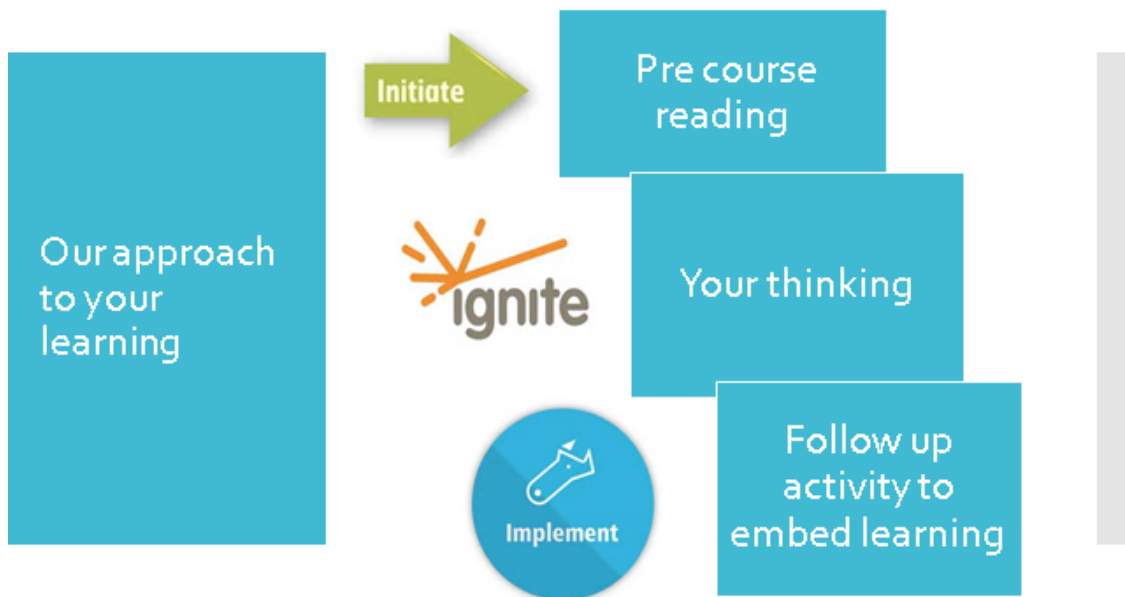 Our approach
to your
learning
Initiate
Pre course
reading
ignite
Your thinking
Implement
Follow up
activity to
embed learning